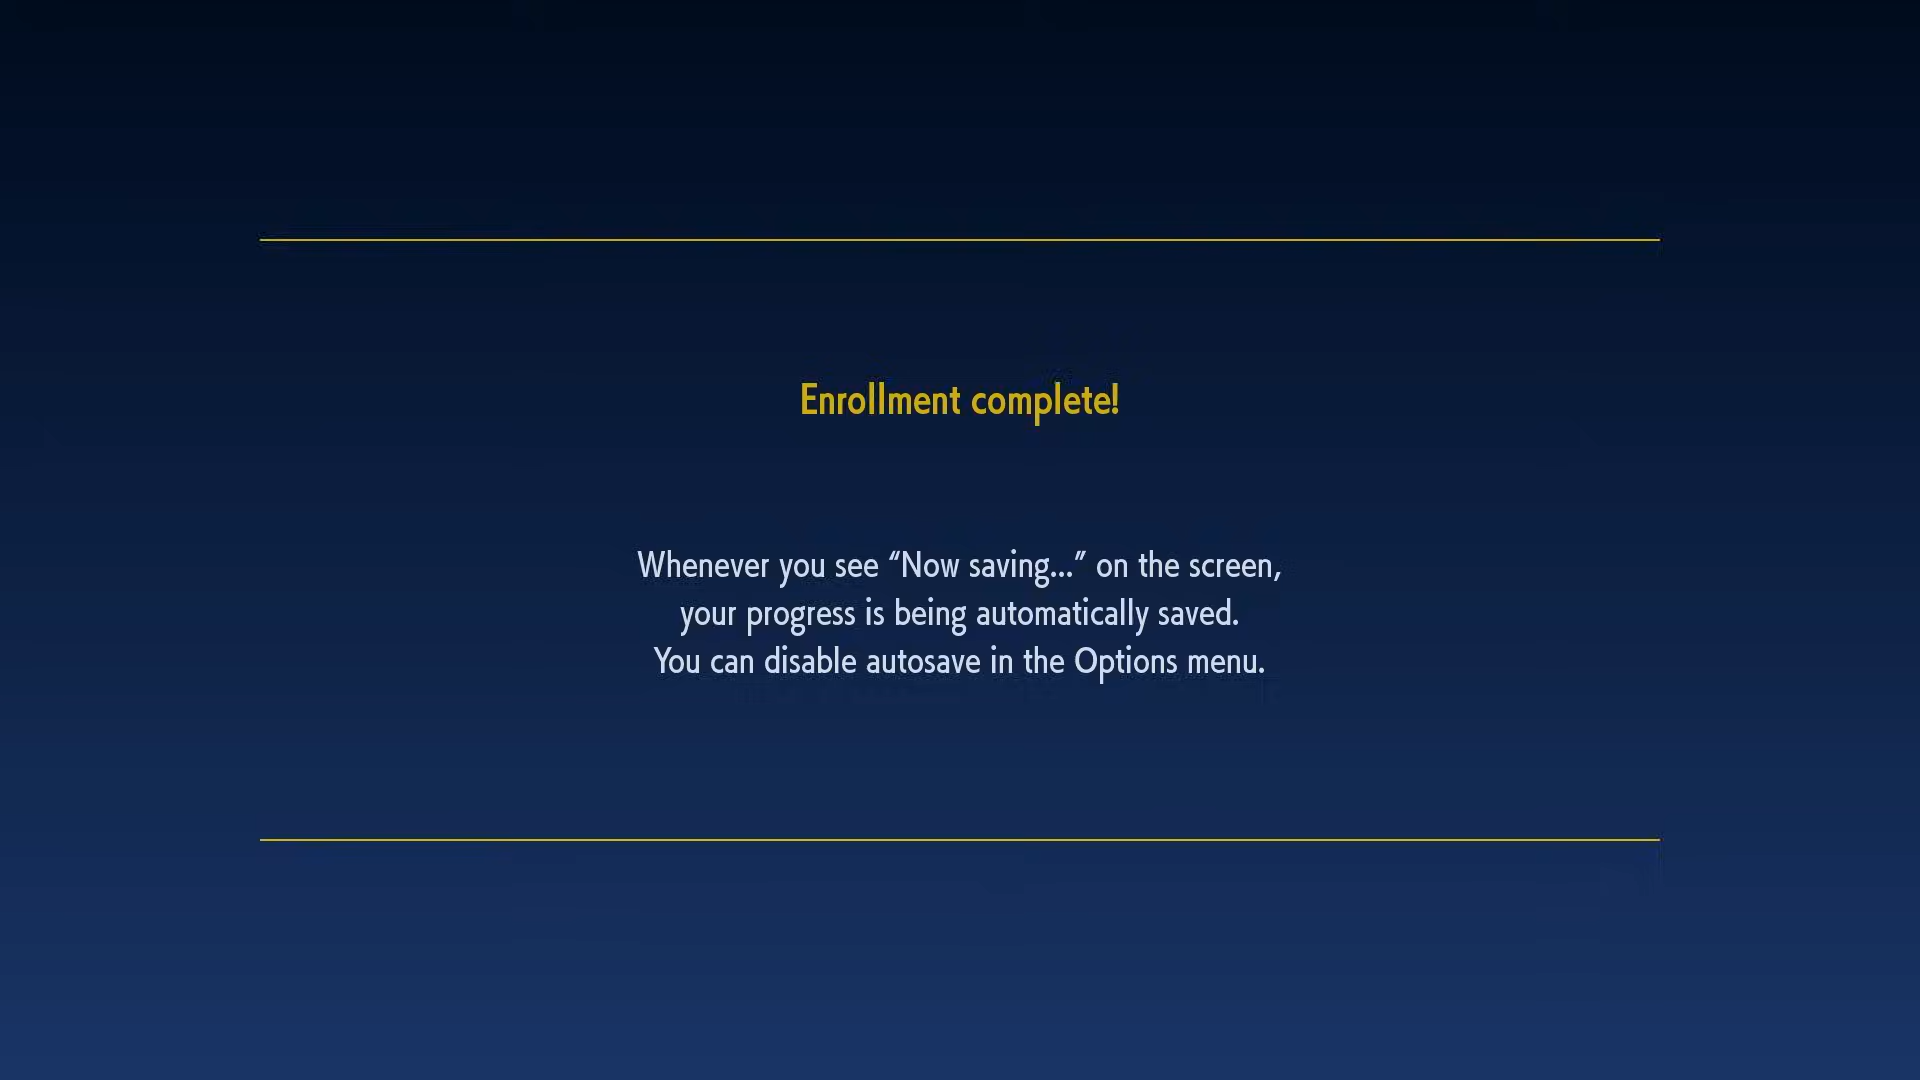 Enrollment complete!
Whenever you see “Now saving...” on the screen,
your progress is being automatically saved.
You can disable autosave in the Options menu.